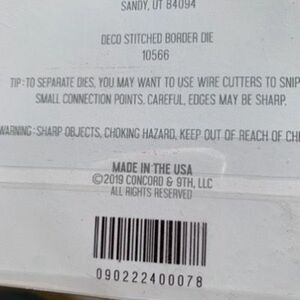 SANDY, UT 84094
DECO STITCHED BORDER DIE
10566
TIP: TO SEPARATE DIES, YOU MAY WANT TO USE WIRE CUTTERS TO SNIP
SMALL CONNECTION POINTS. CAREFUL, EDGES MAY BE SHARP.
WARNING: SHARP OBJECTS, CHOKING HAZARD, KEEP OUT OF REACH OF CHI
MADE IN THE USA
©2019 CONCORD & 9TH, LLC
ALL RIGHTS RESERVED
090222400078